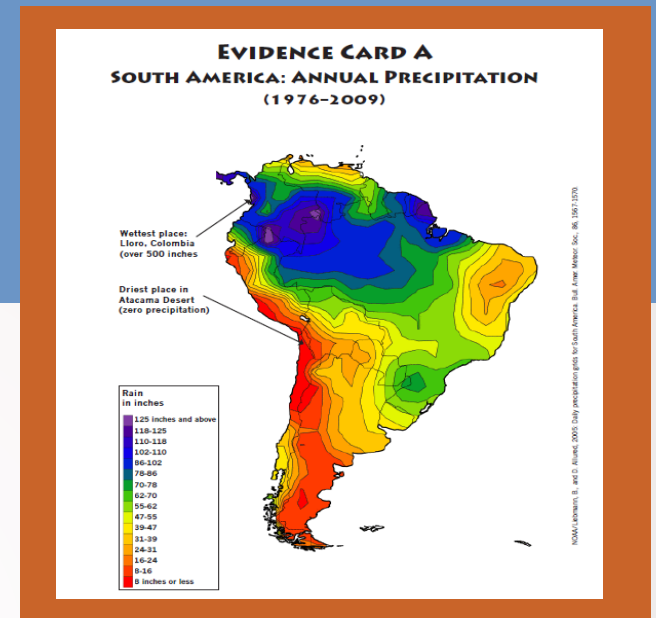 EVIDENCE CARD A
SOUTH AMERICA: ANNUAL PRECIPITATION
(1976–2009)
Wettest place:
Lloro, Colombia
(over 500 inches
Driest place in
Atacama Desert
(zero precipitation)
Rain
in inches
125 inches and above
118-125
110-118
102-110
86-102
78-86
70-78
62-70
55-62
47-55
39-47
31-39
24-31
16-24
8-16
8 inches or less
NOAA/Liebmann, B., and D. Allured, 2005: Daily precipitation grids for South America. Bull. Amer. Meteor. Soc., 86, 1567-1570.